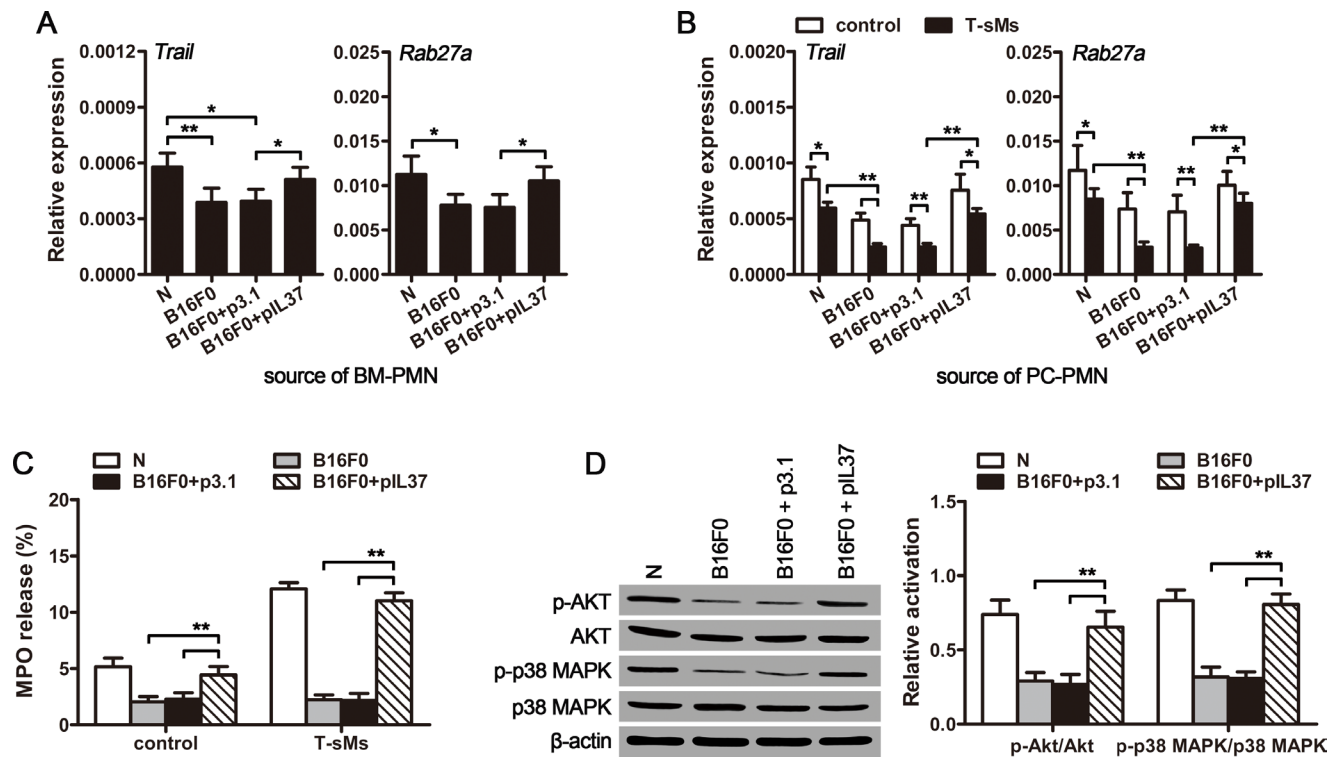 A
Trail
Rab27a
Relative expression
0.0012
0.0009
0.0006
0.0003
0.0000
*
**
*
N
B16F0
B16F0+p3.1
B16F0+pIL37
0.025
0.020
0.015
0.010
0.005
0.000
*
*
N
B16F0
B16F0+p3.1
B16F0+pIL37
source of BM-PMN
B
control
T-sMs
Trail
Rab27a
Relative expression
0.0020
0.0015
0.0010
0.0005
0.0000
*
**
**
**
**
*
N
B16F0
B16F0+p3.1
B16F0+pIL37
0.025
0.020
0.015
0.010
0.005
0.000
*
**
**
**
**
*
N
B16F0
B16F0+p3.1
B16F0+pIL37
source of PC-PMN
C
N
B16F0
B16F0+p3.1
B16F0+pIL37
MPO release (%)
20
15
10
5
0
**
**
control
T-sMs
D
N
B16F0
B16F0 + p3.1
B16F0 + pIL37
p-AKT
AKT
p-p38 MAPK
p38 MAPK
β-actin
N
B16F0
B16F0+p3.1
B16F0+pIL37
Relative activation
1.5
1.0
0.5
0.0
**
**
p-Akt/Akt
p-p38 MAPK/p38 MAPK